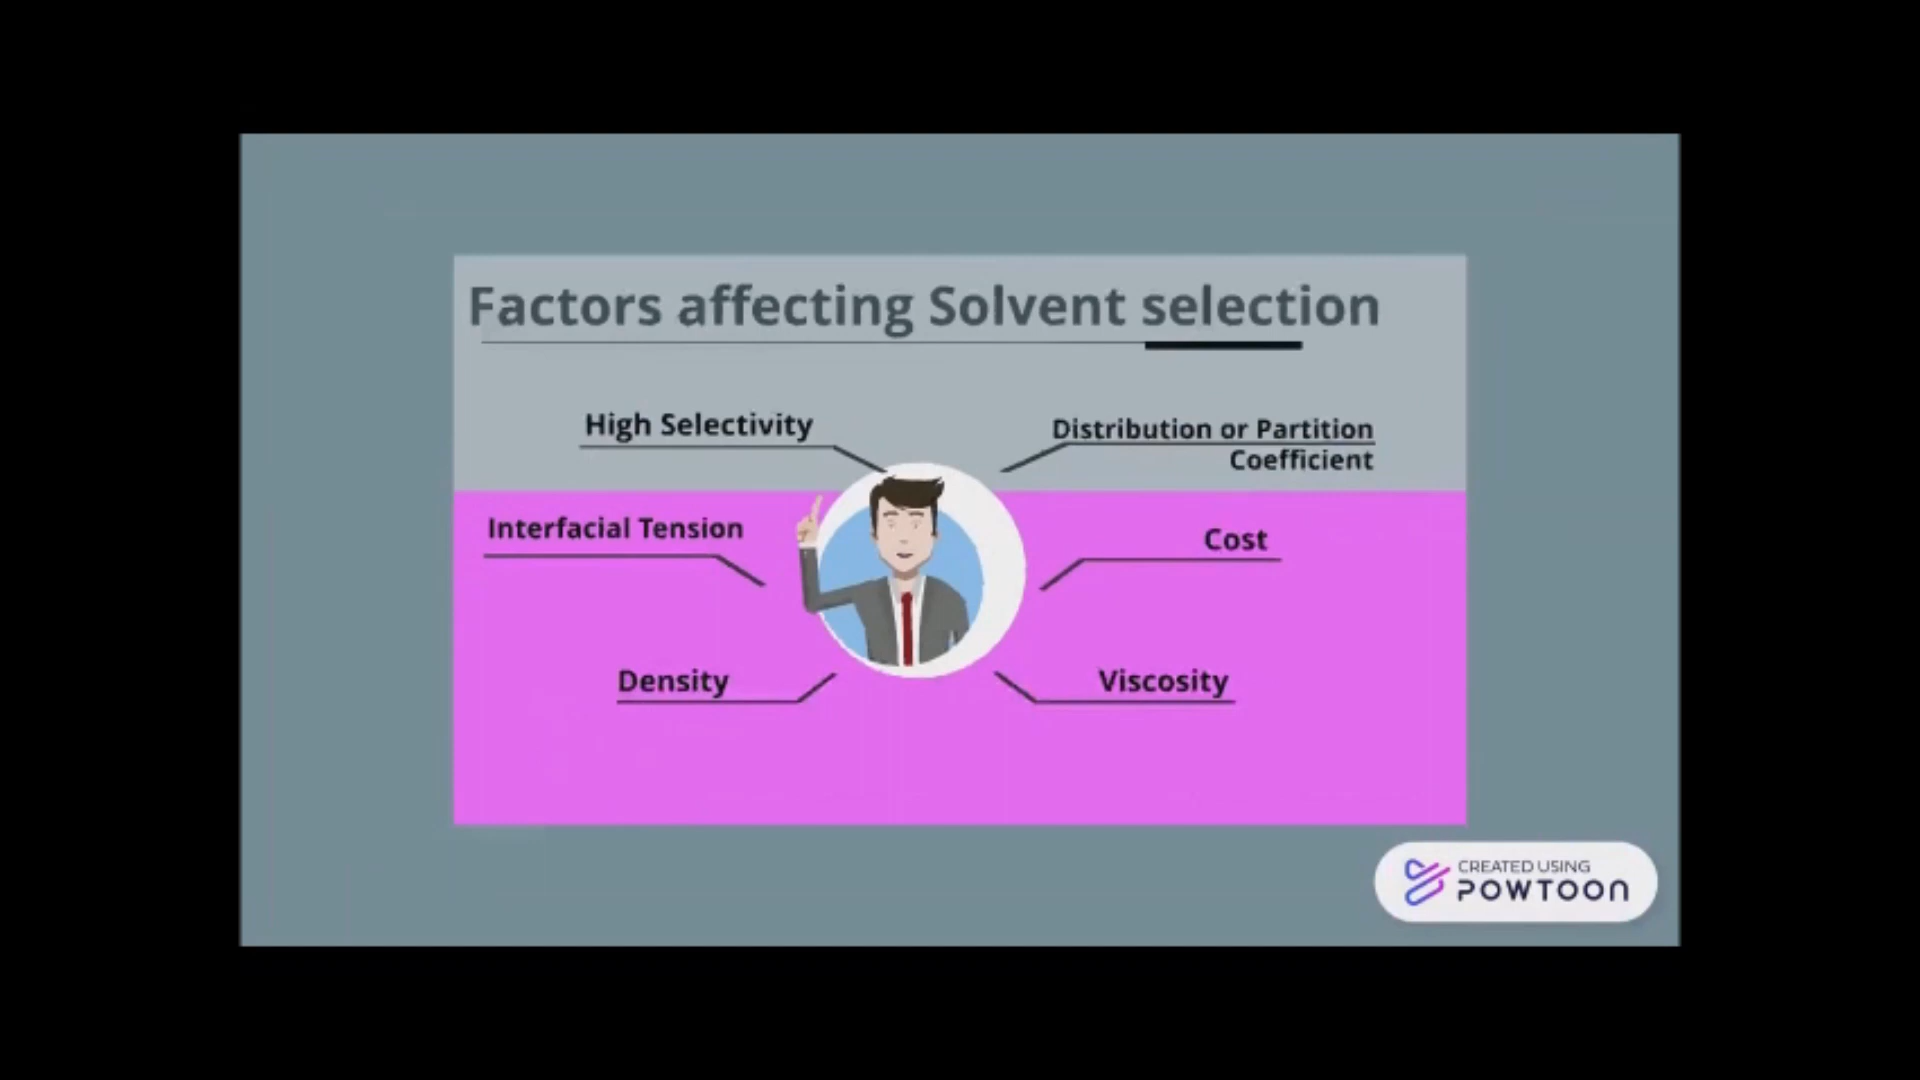 Factors affecting Solvent selection
High Selectivity
Distribution or Partition
Coefficient
Interfacial Tension
Cost
Density
Viscosity
CREATED USING
POWTOON